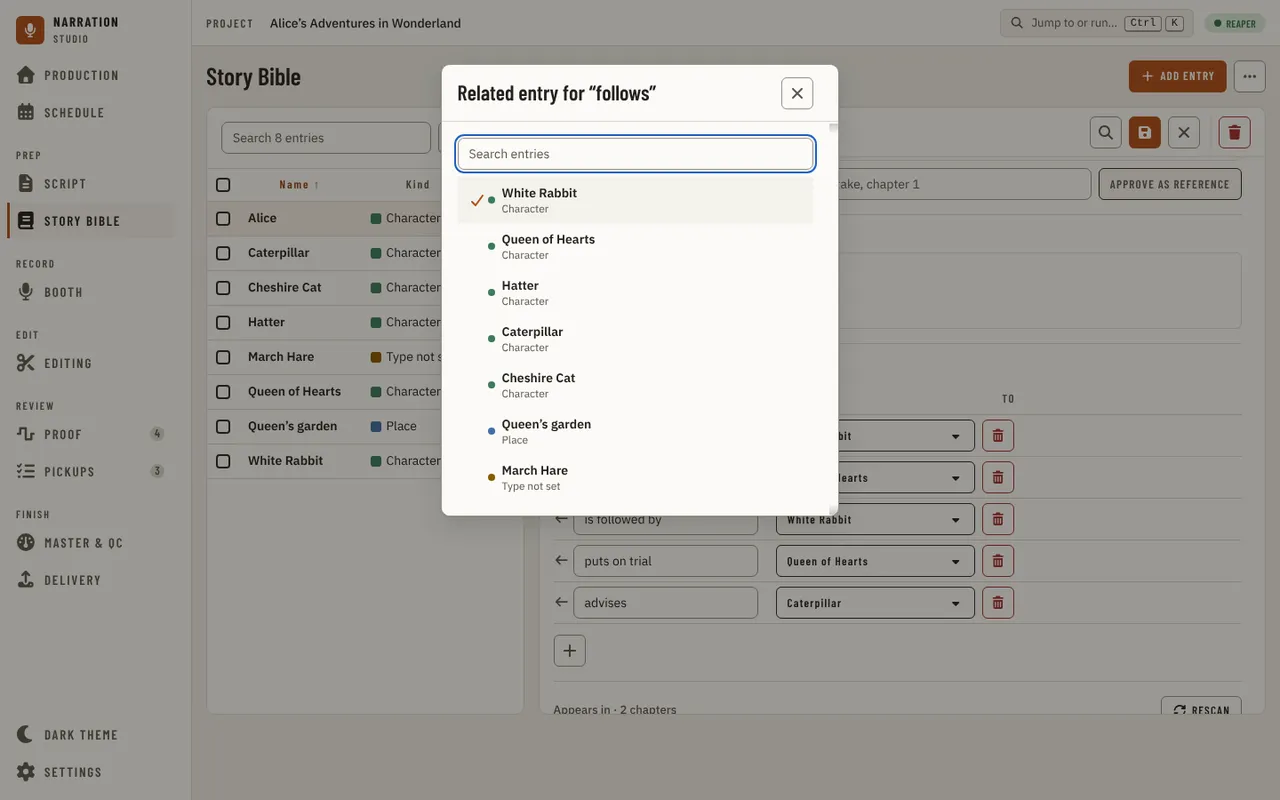 NARRATION
STUDIO
PROJECT Alice's Adventures in Wonderland
Jump to or run... Ctrl K
REAPER
PRODUCTION
SCHEDULE
PREP
SCRIPT
STORY BIBLE
RECORD
BOOTH
EDIT
EDITING
REVIEW
PROOF 4
PICKUPS 3
FINISH
MASTER & QC
DELIVERY
DARK THEME
SETTINGS
Story Bible
ADD ENTRY
Search 8 entries
Name ↑ Kind
Alice Character
Caterpillar Character
Cheshire Cat Character
Hatter Character
March Hare Type not
Queen of Hearts Character
Queen's garden Place
White Rabbit Character
Related entry for “follows”
Search entries
White Rabbit
Character
Queen of Hearts
Character
Hatter
Character
Caterpillar
Character
Cheshire Cat
Character
Queen's garden
Place
March Hare
Type not set
chapter 1
APPROVE AS REFERENCE
TO
is followed by White Rabbit
← puts on trial Queen of Hearts
← advises Caterpillar
Appears in · 2 chapters
RESCAN